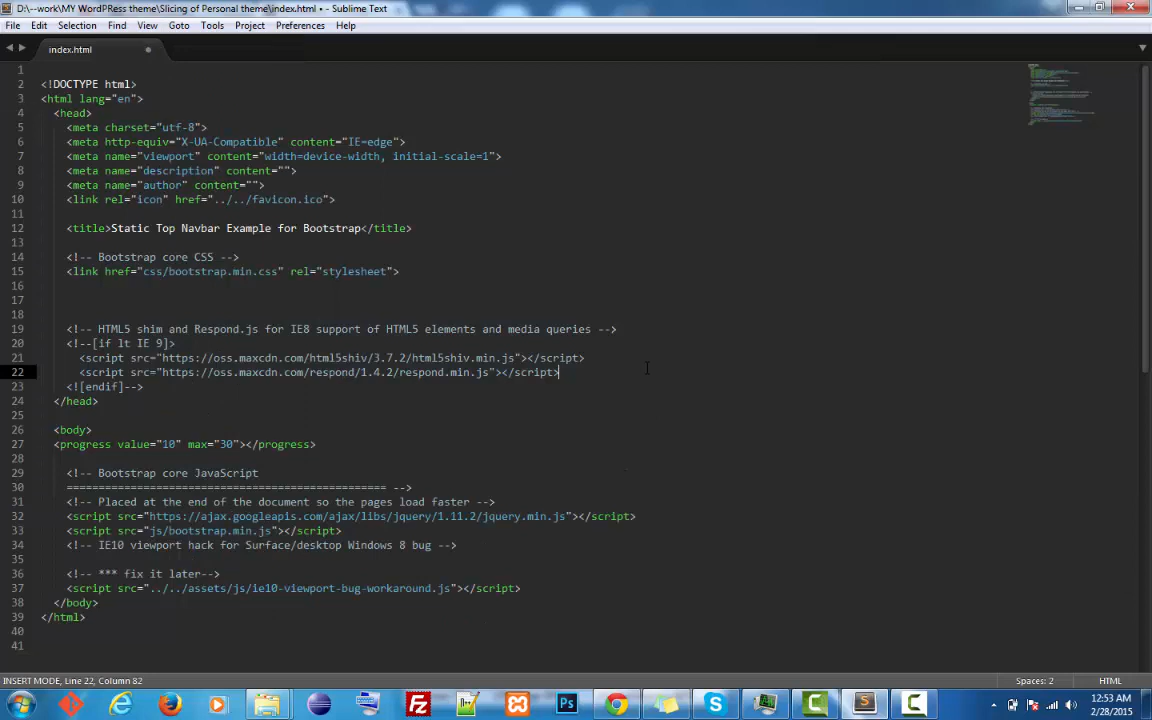 D:\--work\MY WordPRess theme\Slicing of Personal theme\index.html • - Sublime Text
File Edit Selection Find View Goto Tools Project Preferences Help
index.html
1
2 <!DOCTYPE html>
3 <html lang="en">
4 <head>
5 <meta charset="utf-8">
6 <meta http-equiv="X-UA-Compatible" content="IE=edge">
7 <meta name="viewport" content="width=device-width, initial-scale=1">
8 <meta name="description" content="">
9 <meta name="author" content="">
10 <link rel="icon" href="../../favicon.ico">
11
12 <title>Static Top Navbar Example for Bootstrap</title>
13
14 <!-- Bootstrap core CSS -->
15 <link href="css/bootstrap.min.css" rel="stylesheet">
16
17
18
19 <!-- HTML5 shim and Respond.js for IE8 support of HTML5 elements and media queries -->
20 <!--[if lt IE 9]>
21 <script src="https://oss.maxcdn.com/html5shiv/3.7.2/html5shiv.min.js"></script>
22 <script src="https://oss.maxcdn.com/respond/1.4.2/respond.min.js"></script>
23 <![endif]-->
24 </head>
25
26 <body>
27 <progress value="10" max="30"></progress>
28
29 <!-- Bootstrap core JavaScript
30 ================================================== -->
31 <!-- Placed at the end of the document so the pages load faster -->
32 <script src="https://ajax.googleapis.com/ajax/libs/jquery/1.11.2/jquery.min.js"></script>
33 <script src="js/bootstrap.min.js"></script>
34 <!-- IE10 viewport hack for Surface/desktop Windows 8 bug -->
35
36 <!-- *** fix it later-->
37 <script src="../../assets/js/ie10-viewport-bug-workaround.js"></script>
38 </body>
39 </html>
40
41
INSERT MODE, Line 22, Column 82 Spaces: 2 HTML
12:53 AM
2/28/2015